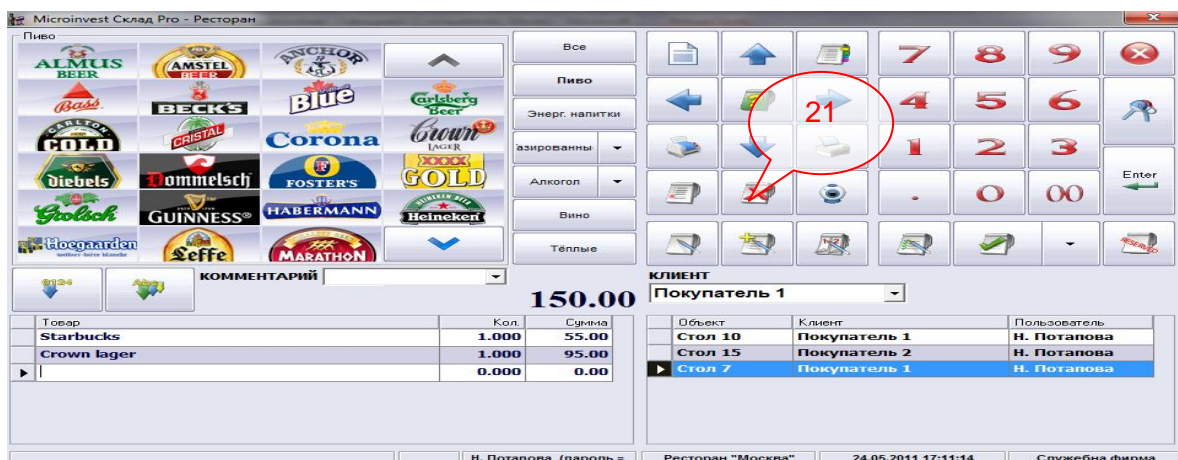 Microinvest Склад Pro - Ресторан
Пиво
ALMUS BEER
AMSTEL BEER
ANCHOR
Bass
BECK'S
Blue
Carlsberg Beer
CARLTON COLD
CRISTAL
Corona
Crown LAGER
Diebels
Dommelsch
FOSTER'S
XXXX GOLD
Grolsch
GUINNESS®
HABERMANN
Heineken
Hoegaarden
Leffe
MARATHON
Все
Пиво
Энерг. напитки
азированны
Алкогол
Вино
Тёплые
7 8 9
4 5 6
21
1 2 3
Enter
. 0 00
RESERVED
КОММЕНТАРИЙ
150.00
КЛИЕНТ
Покупатель 1
Товар Кол. Сумма
Starbucks 1.000 55.00
Crown lager 1.000 95.00
0.000 0.00
Объект Клиент Пользователь
Стол 10 Покупатель 1 Н. Потапова
Стол 15 Покупатель 2 Н. Потапова
Стол 7 Покупатель 1 Н. Потапова
Н. Потапова (пароль = Ресторан "Москва" 24.05.2011 17:11:14 Служебна фирма